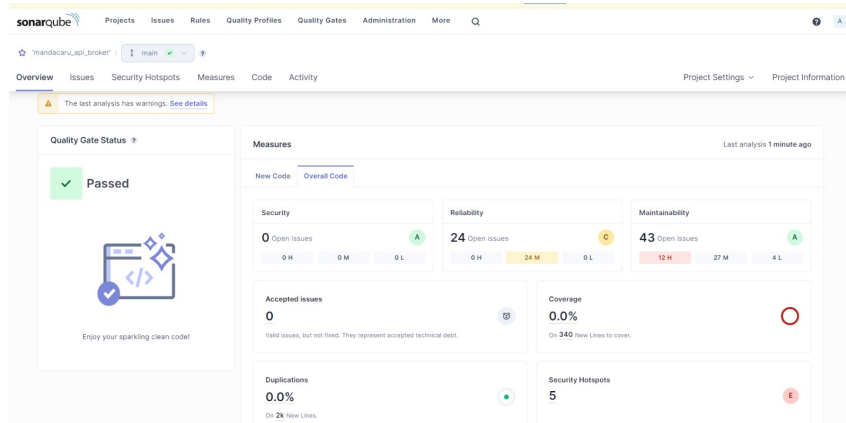 sonarqube Projects Issues Rules Quality Profiles Quality Gates Administration More ? A
'mandacaru_api_broker' / main ?
Overview Issues Security Hotspots Measures Code Activity Project Settings Project Information
The last analysis has warnings. See details
Quality Gate Status ?
Passed
Enjoy your sparkling clean code!
Measures Last analysis 1 minute ago
New Code Overall Code
Security
0 Open issues A
0 H 0 M 0 L
Reliability
24 Open issues C
0 H 24 M 0 L
Maintainability
43 Open issues A
12 H 27 M 4 L
Accepted issues
0
Valid issues, but not fixed. They represent accepted technical debt.
Coverage
0.0%
On 340 New Lines to cover.
Duplications
0.0%
On 2k New Lines.
Security Hotspots
5 E